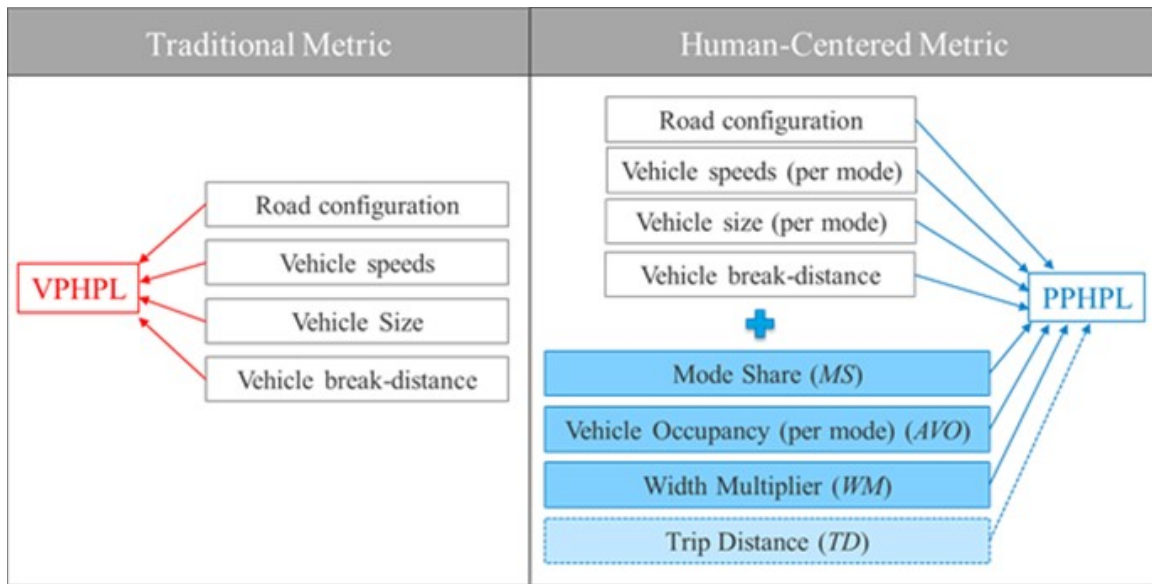 Traditional Metric
Human-Centered Metric
VPHPL
Road configuration
Vehicle speeds
Vehicle Size
Vehicle break-distance
Road configuration
Vehicle speeds (per mode)
Vehicle size (per mode)
Vehicle break-distance
PPHPL
Mode Share (MS)
Vehicle Occupancy (per mode) (AVO)
Width Multiplier (WM)
Trip Distance (TD)